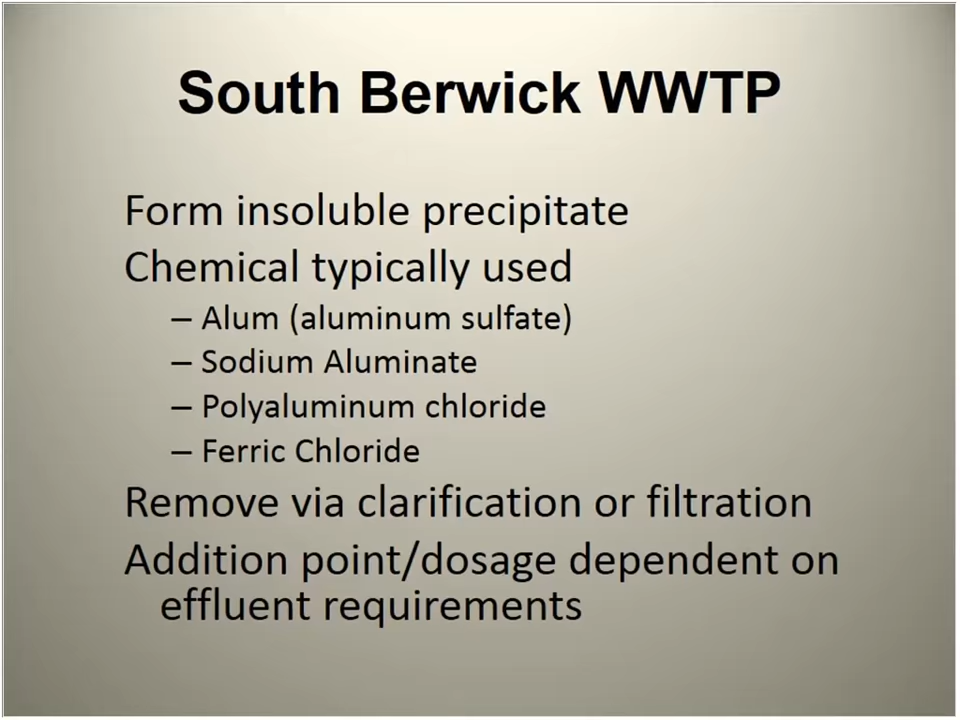 South Berwick WWTP
Form insoluble precipitate
Chemical typically used
– Alum (aluminum sulfate)
– Sodium Aluminate
– Polyaluminum chloride
– Ferric Chloride
Remove via clarification or filtration
Addition point/dosage dependent on
effluent requirements